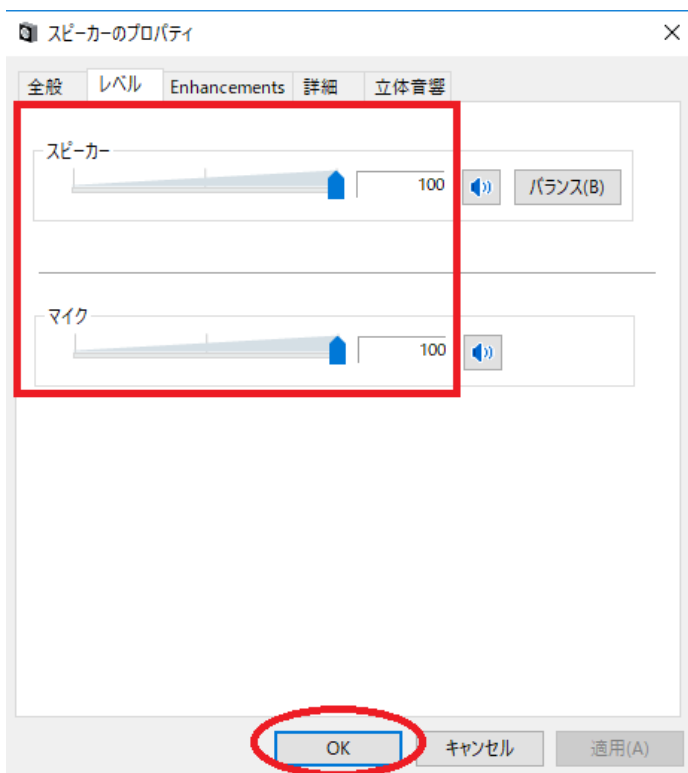 スピーカーのプロパティ
全般 レベル Enhancements 詳細 立体音響
スピーカー
100 バランス(B)
マイク
100
OK キャンセル 適用(A)